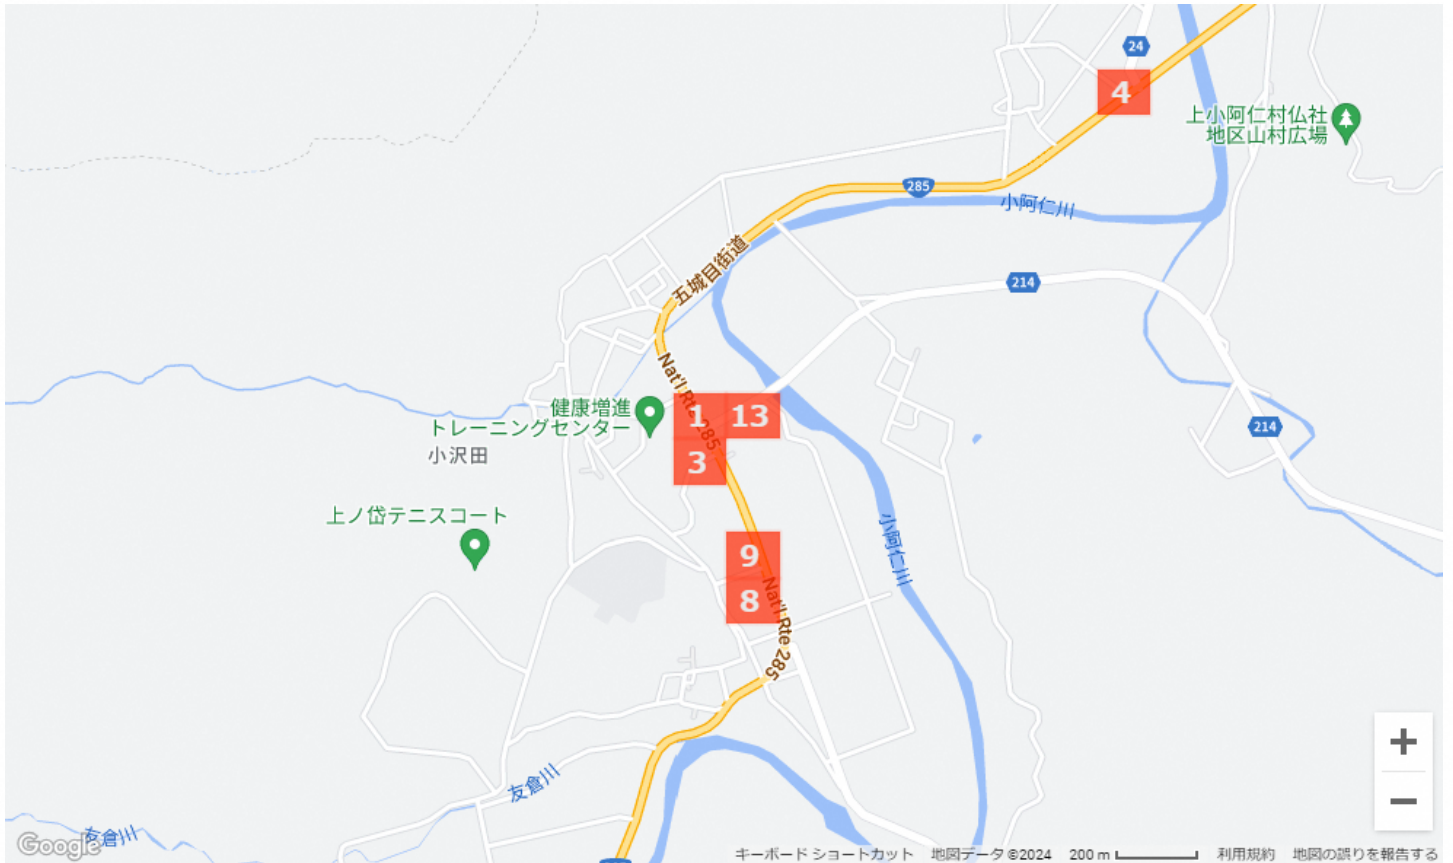 24
4
上小阿仁村仏社
地区山村広場
285
小阿仁川
五城目街道
214
Nat'l Rte 285
健康増進
トレーニングセンター
1
13
214
小沢田
3
上ノ岱テニスコート
小阿仁川
9
8
Nat'l Rte 285
友倉川
友倉川
Google
キーボード ショートカット 地図データ ©2024 200 m 利用規約 地図の誤りを報告する